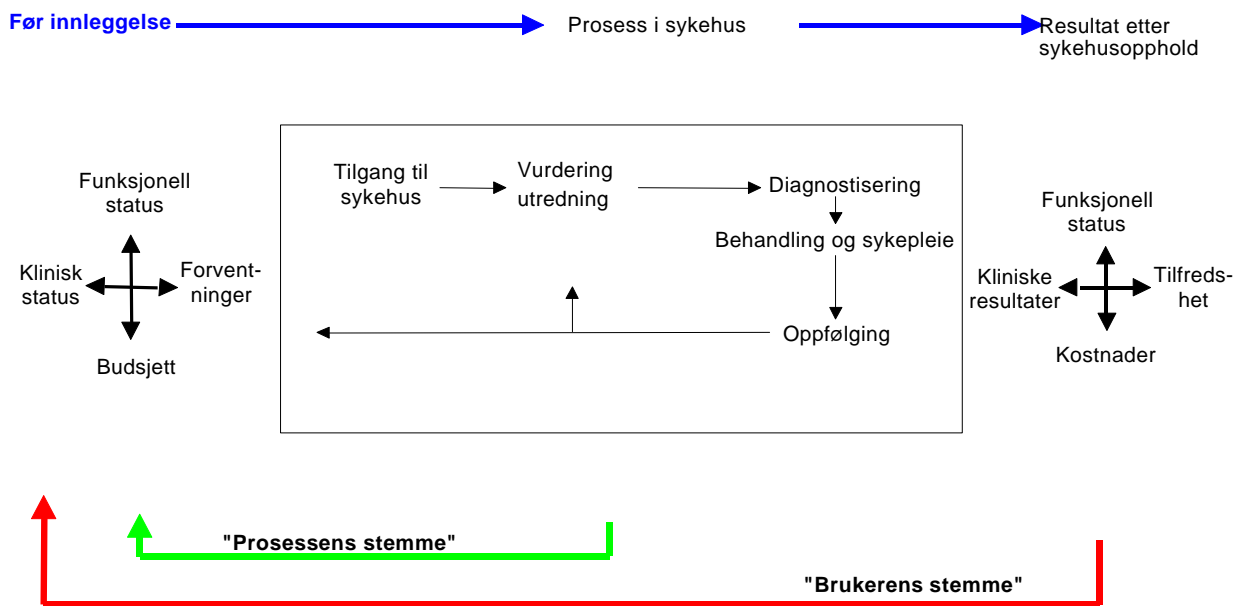 Før innleggelse
Prosess i sykehus
Resultat etter
sykehusopphold
Funksjonell
status
Klinisk
status
Forvent-
ninger
Budsjett
Tilgang til
sykehus
Vurdering
utredning
Diagnostisering
Behandling og sykepleie
Oppfølging
Funksjonell
status
Kliniske
resultater
Tilfreds-
het
Kostnader
"Prosessens stemme"
"Brukerens stemme"